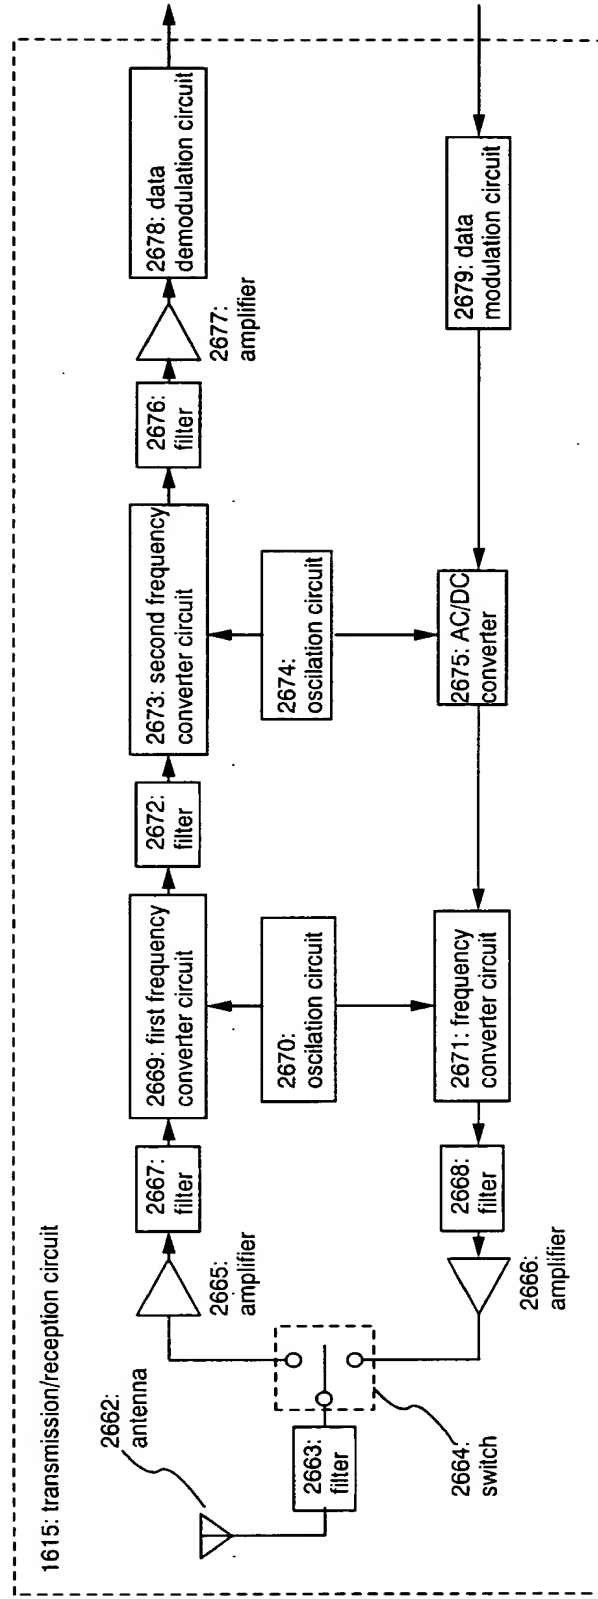 1615: transmission/reception circuit
2662:
antenna
2663:
filter
2664:
switch
2665:
amplifier
2667:
filter
2669: first frequency
converter circuit
2672:
filter
2673: second frequency
converter circuit
2676:
filter
2677:
amplifier
2678: data
demodulation circuit
2670:
oscilation circuit
2674:
oscilation circuit
2666:
amplifier
2668:
filter
2671: frequency
converter circuit
2675: AC/DC
converter
2679: data
modulation circuit